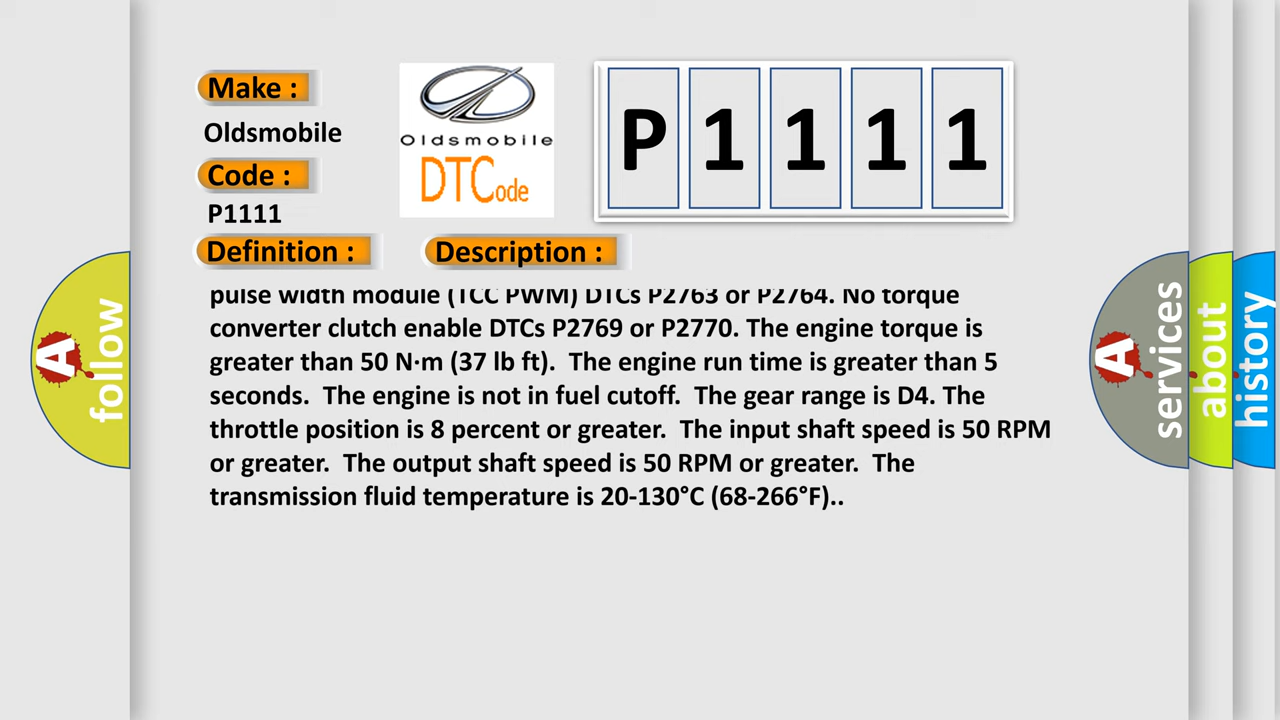 Make :
Oldsmobile
Code :
P1111
Oldsmobile
DTCode
P 1 1 1 1
Definition :
Description :
pulse width module (TCC PWM) DTCs P2763 or P2764. No torque
converter clutch enable DTCs P2769 or P2770. The engine torque is
greater than 50 N·m (37 lb ft). The engine run time is greater than 5
seconds. The engine is not in fuel cutoff. The gear range is D4. The
throttle position is 8 percent or greater. The input shaft speed is 50 RPM
or greater. The output shaft speed is 50 RPM or greater. The
transmission fluid temperature is 20-130°C (68-266°F)..
A
follow
A
services
about
history